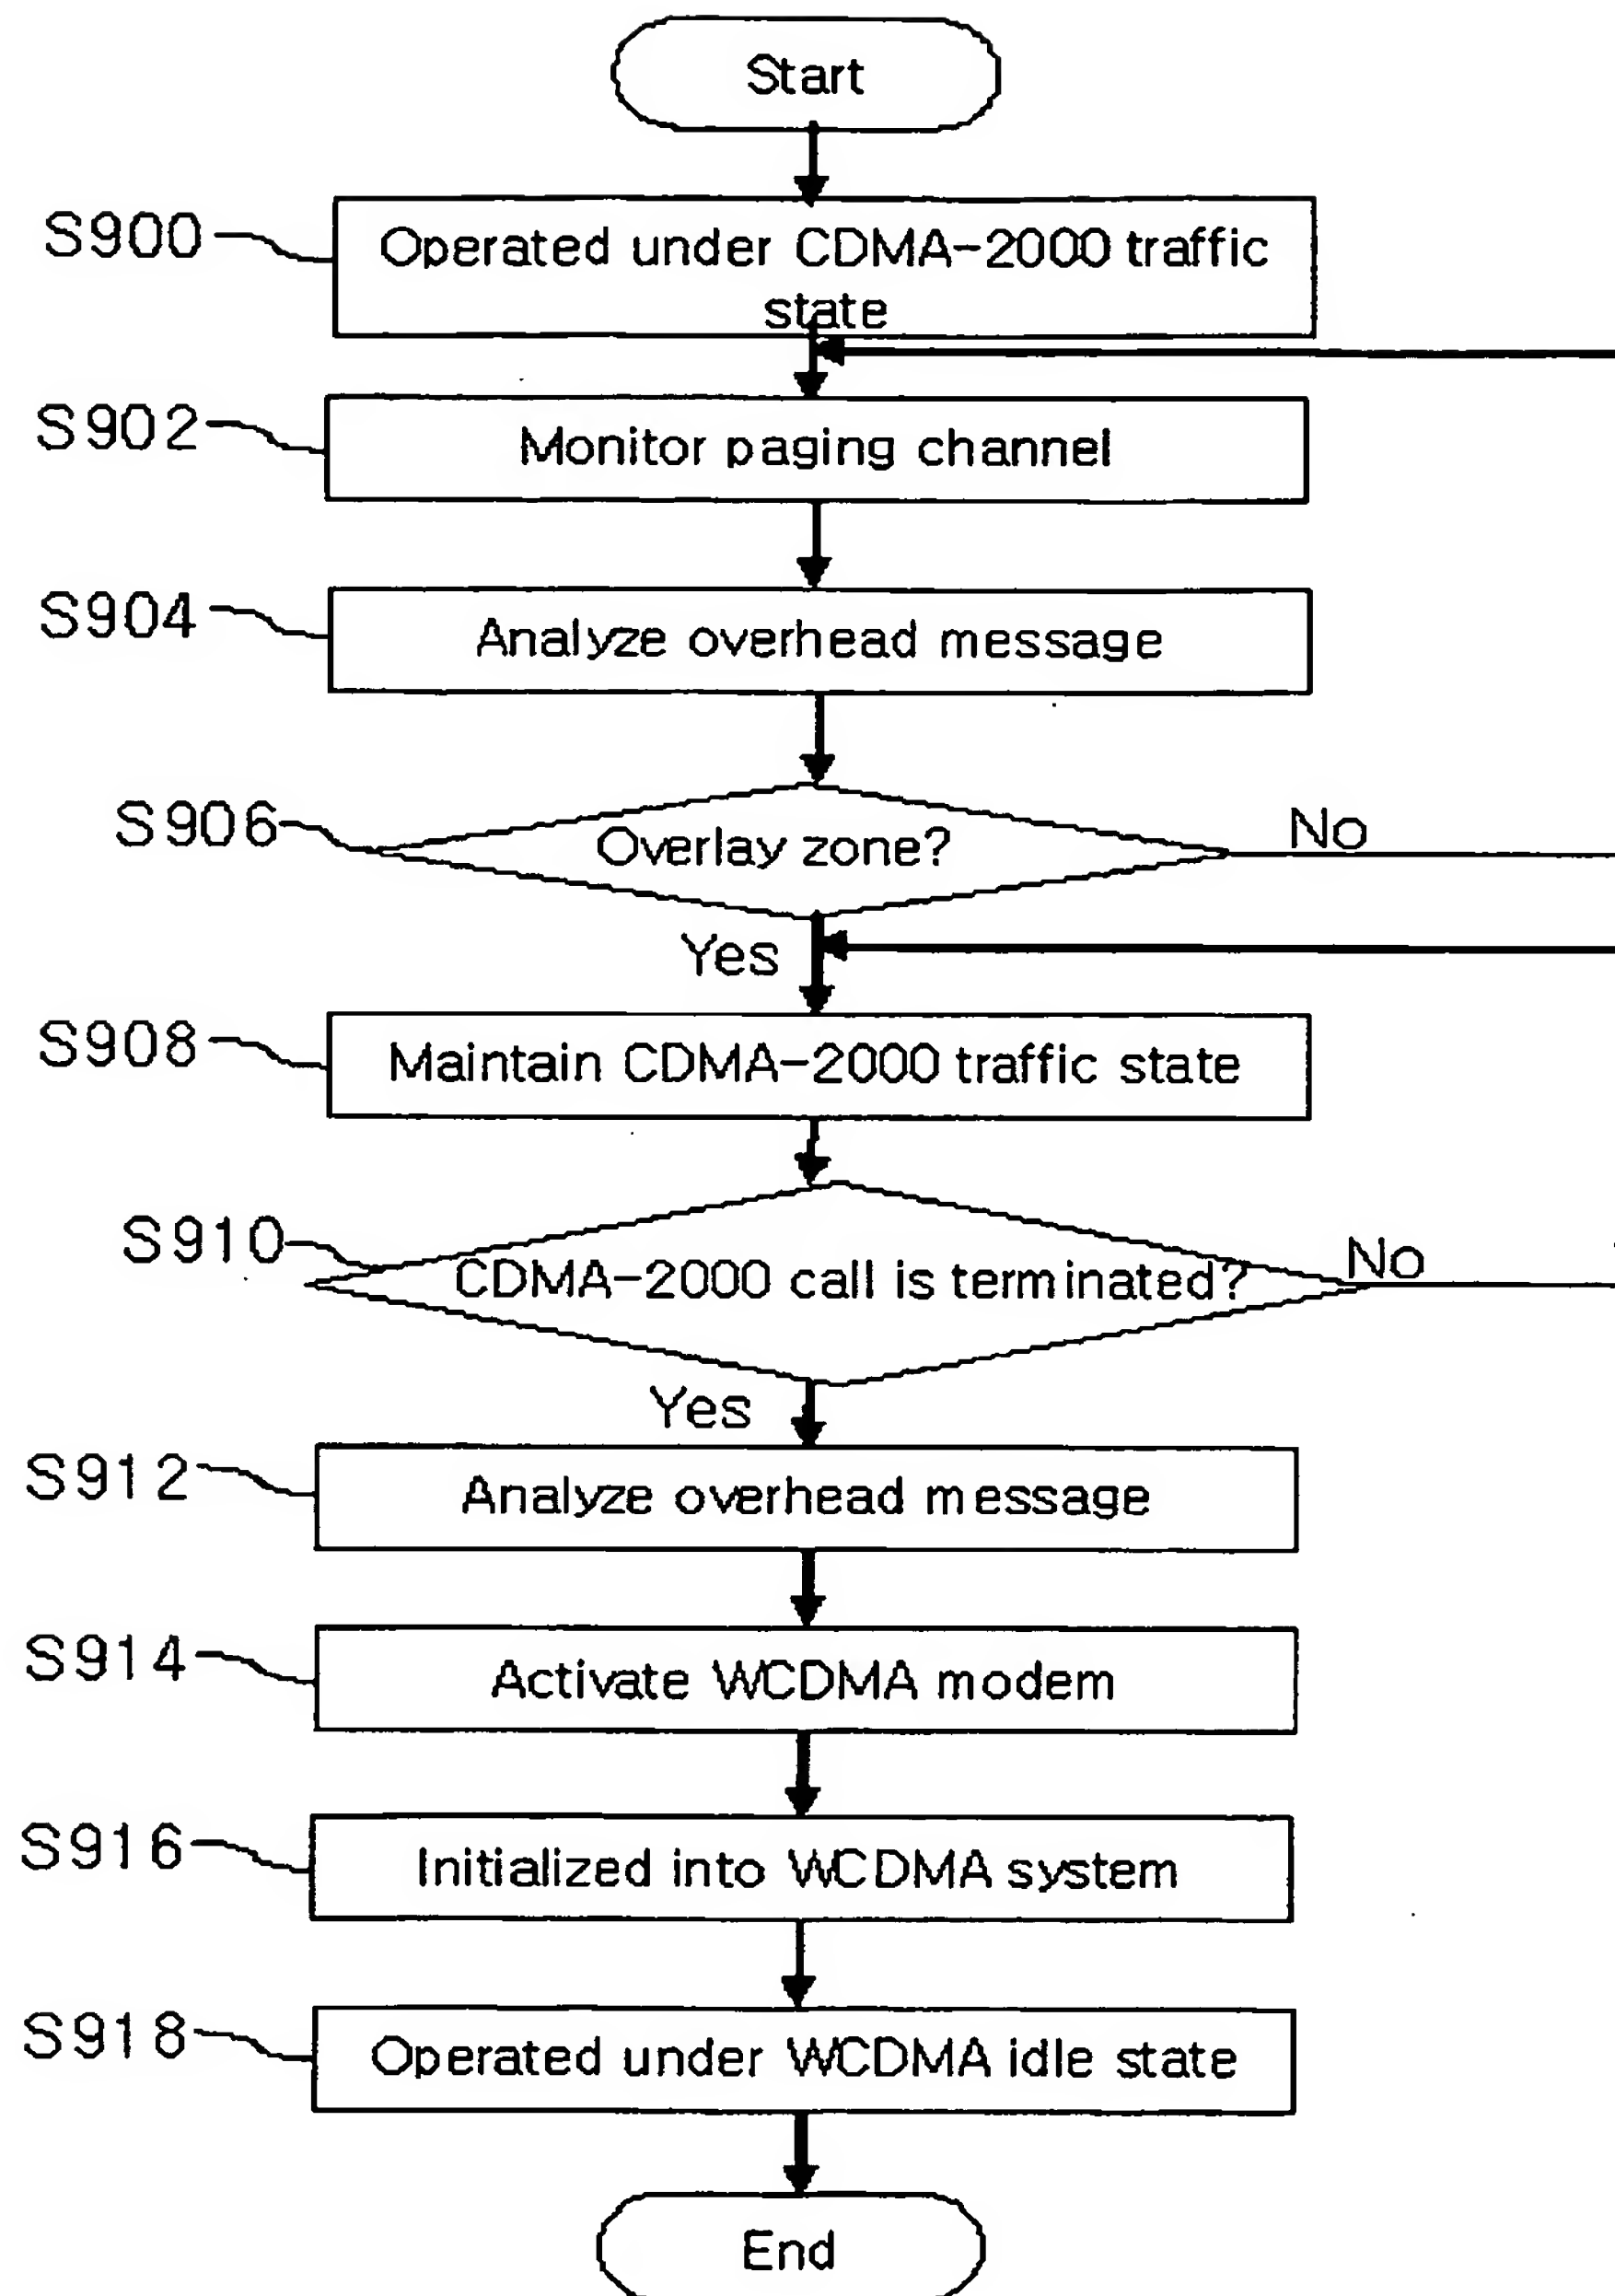 Start
S900
Operated under CDMA-2000 traffic
state
S902
Monitor paging channel
S904
Analyze overhead message
S906
Overlay zone?
No
Yes
S908
Maintain CDMA-2000 traffic state
S910
CDMA-2000 call is terminated?
No
Yes
S912
Analyze overhead message
S914
Activate WCDMA modem
S916
Initialized into WCDMA system
S918
Operated under WCDMA idle state
End